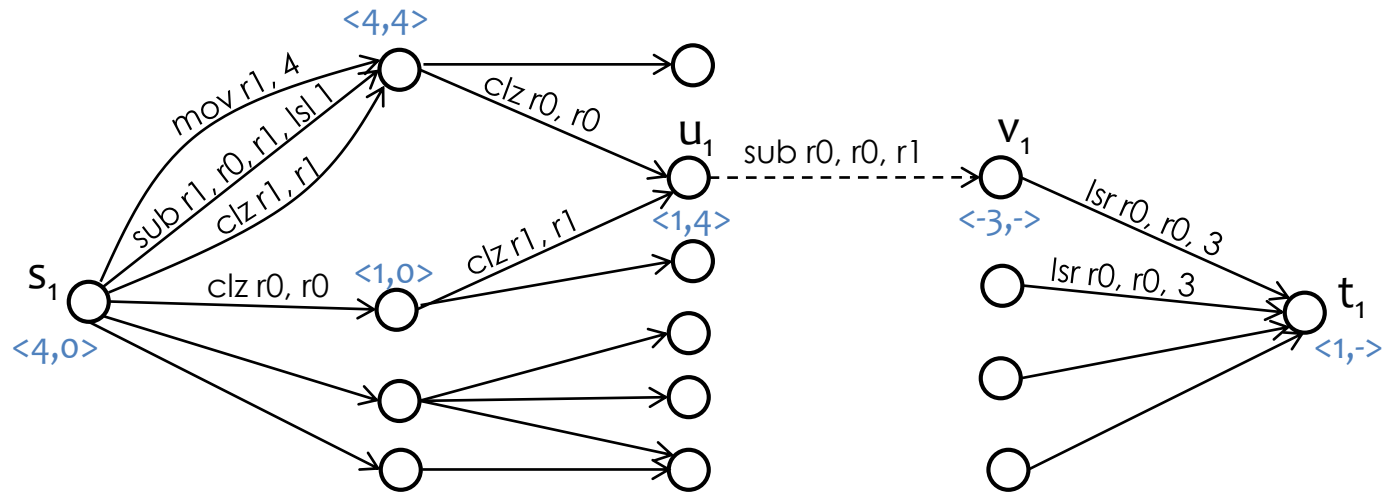 <4,4>
mov r1, 4
sub r1, r0, r1, lsl 1
clz r1, r1
clz r0, r0
u₁
sub r0, r0, r1
v₁
<1,4>
<-3,->
lsr r0, r0, 3
s₁
clz r0, r0
<1,0>
clz r1, r1
lsr r0, r0, 3
t₁
<4,0>
<1,->